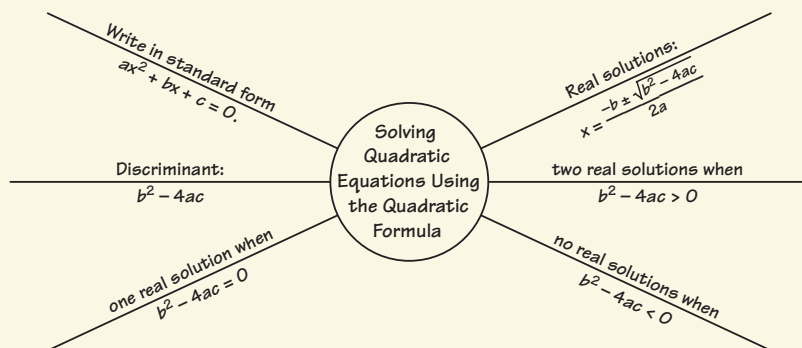 Write in standard form
ax² + bx + c = 0.
Real solutions:
x = (-b ± √(b² – 4ac)) / 2a
Solving
Quadratic
Equations Using
the Quadratic
Formula
Discriminant:
b² – 4ac
two real solutions when
b² – 4ac > 0
one real solution when
b² – 4ac = 0
no real solutions when
b² – 4ac < 0